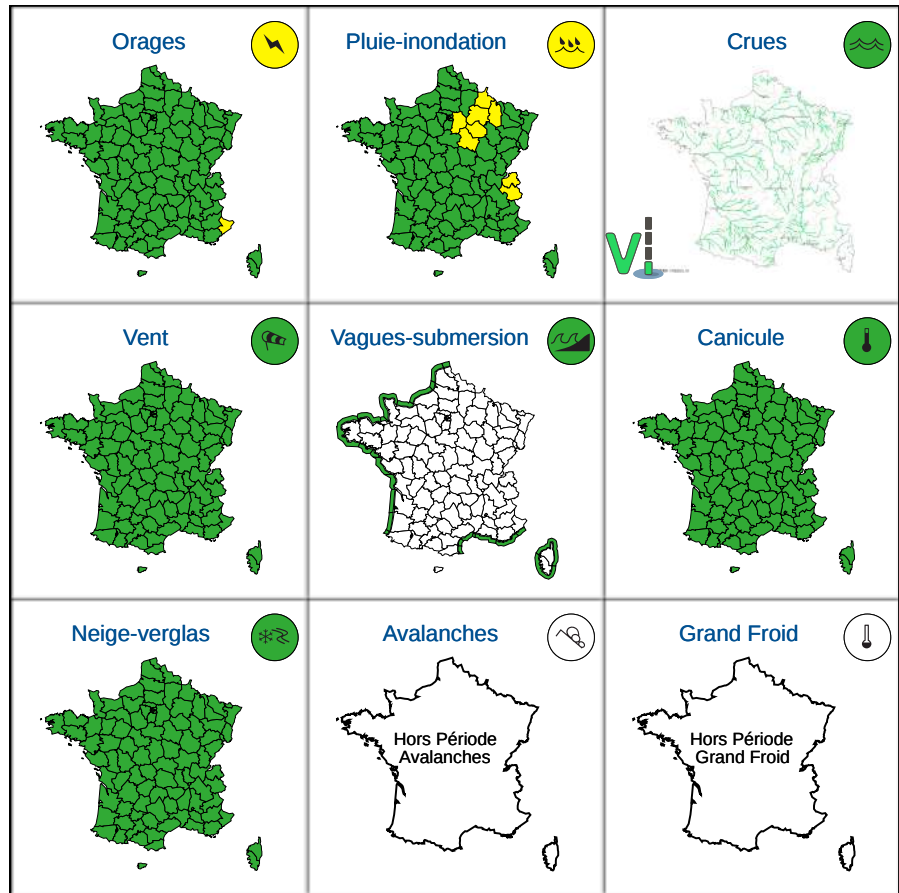 Orages
Pluie-inondation
Crues
Vent
Vagues-submersion
Canicule
Neige-verglas
Avalanches
Grand Froid
Hors Période
Avalanches
Hors Période
Grand Froid